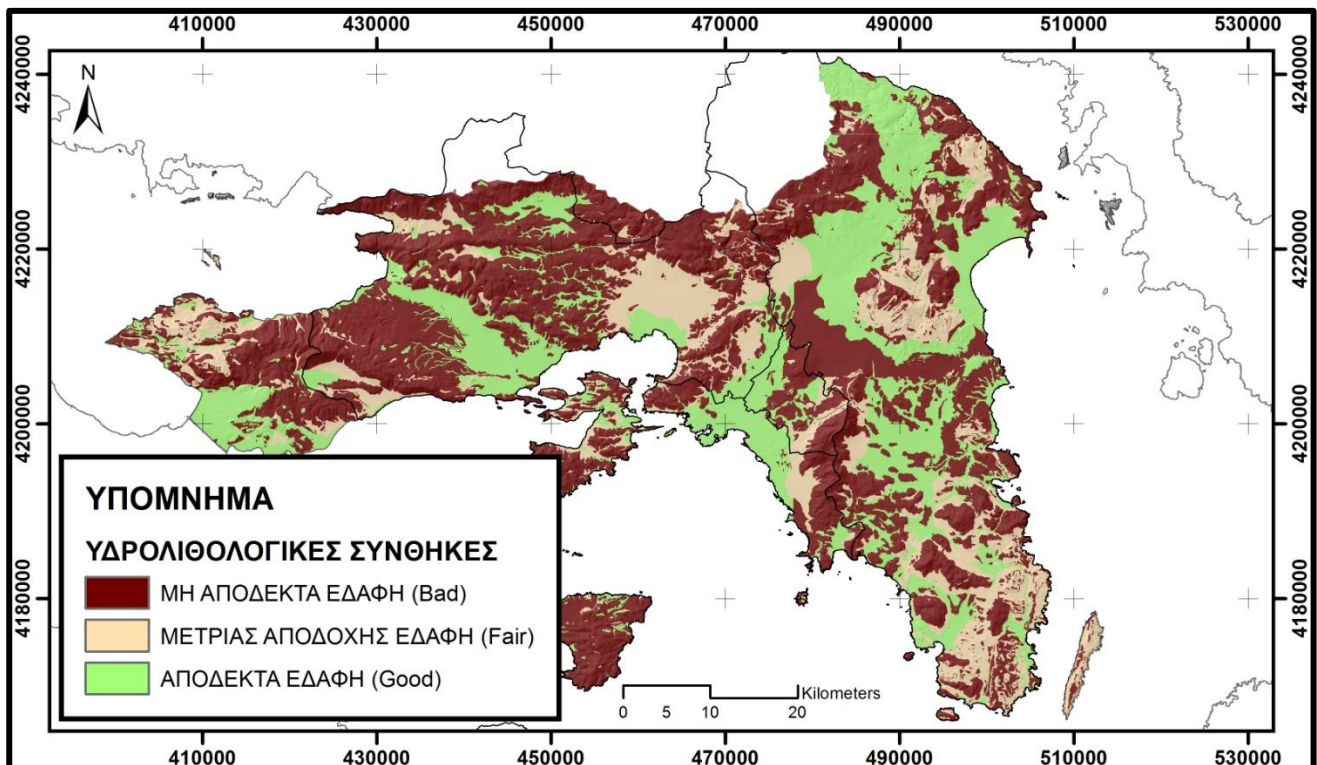 410000 430000 450000 470000 490000 510000 530000
4240000 4240000
N
4220000 4220000
4200000 4200000
ΥΠΟΜΝΗΜΑ
ΥΔΡΟΛΙΘΟΛΟΓΙΚΕΣ ΣΥΝΘΗΚΕΣ
ΜΗ ΑΠΟΔΕΚΤΑ ΕΔΑΦΗ (Bad)
4180000 4180000
ΜΕΤΡΙΑΣ ΑΠΟΔΟΧΗΣ ΕΔΑΦΗ (Fair)
ΑΠΟΔΕΚΤΑ ΕΔΑΦΗ (Good)
Kilometers
0 5 10 20
410000 430000 450000 470000 490000 510000 530000